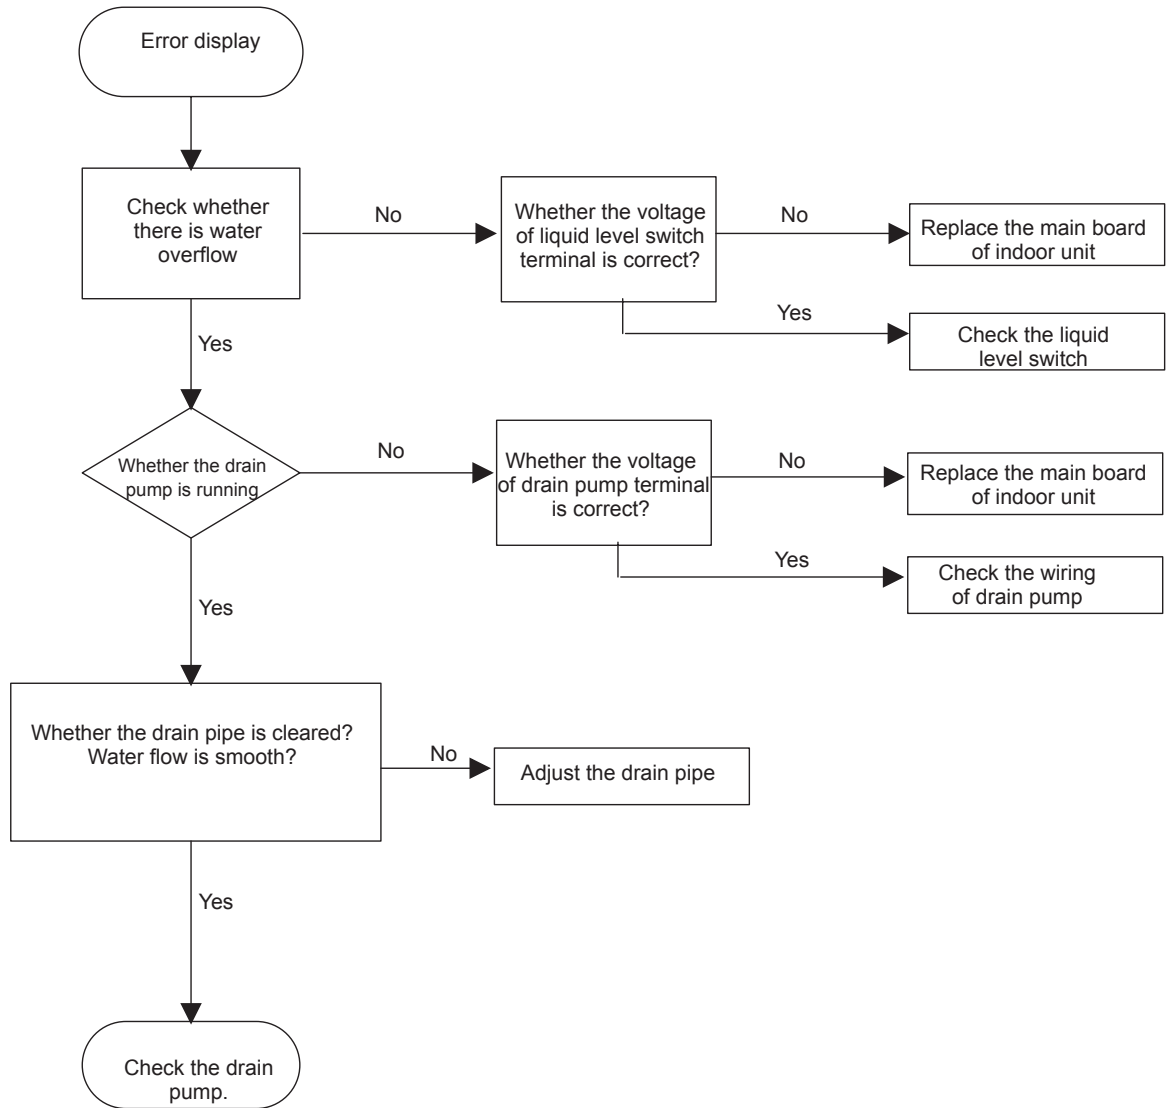 Error display
Check whether
there is water
overflow
No
Whether the voltage
of liquid level switch
terminal is correct?
No
Replace the main board
of indoor unit
Yes
Check the liquid
level switch
Yes
Whether the drain
pump is running
No
Whether the voltage
of drain pump terminal
is correct?
No
Replace the main board
of indoor unit
Yes
Check the wiring
of drain pump
Yes
Whether the drain pipe is cleared?
Water flow is smooth?
No
Adjust the drain pipe
Yes
Check the drain
pump.